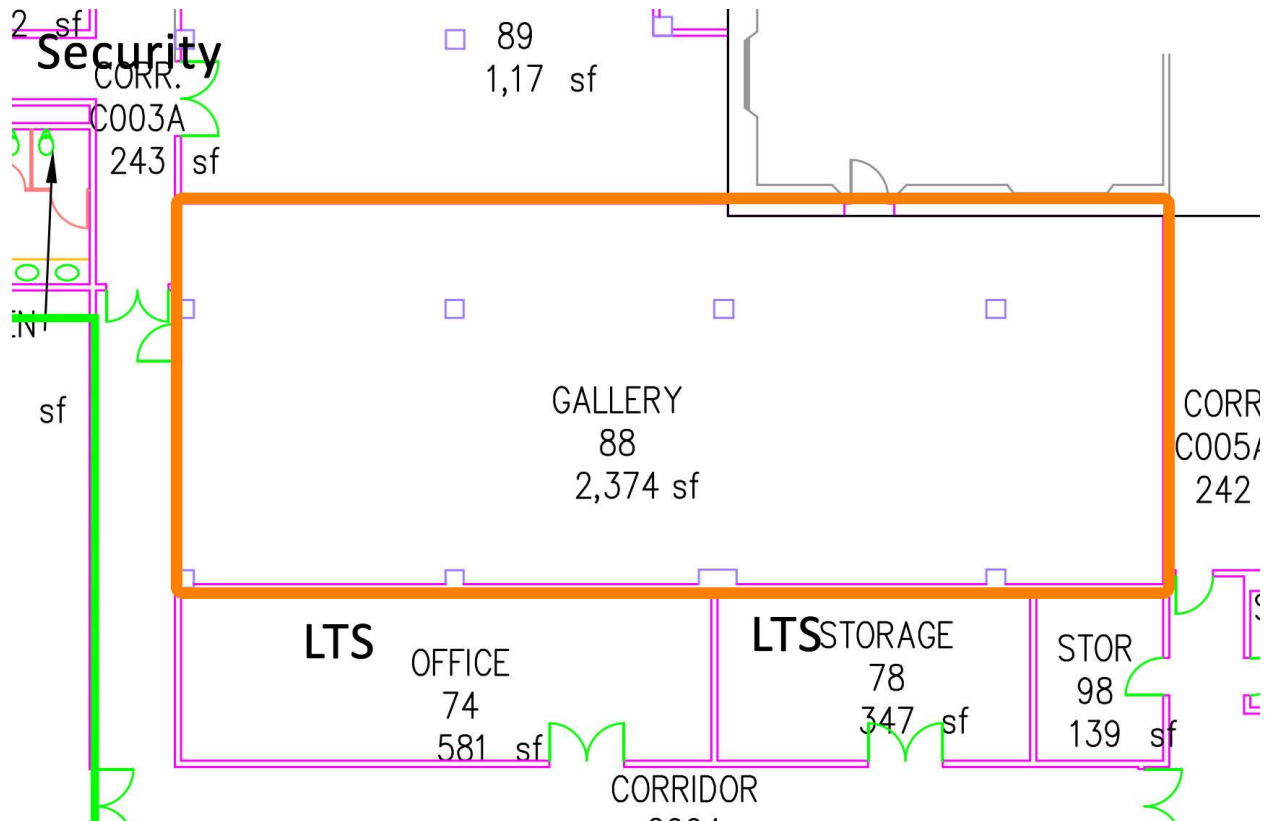 2 sf
Security
CORR.
C003A
243 sf
89
1,17 sf
sf
GALLERY
88
2,374 sf
CORR
C005A
242
LTS
OFFICE
74
581 sf
LTS
STORAGE
78
347 sf
STOR
98
139 sf
CORRIDOR